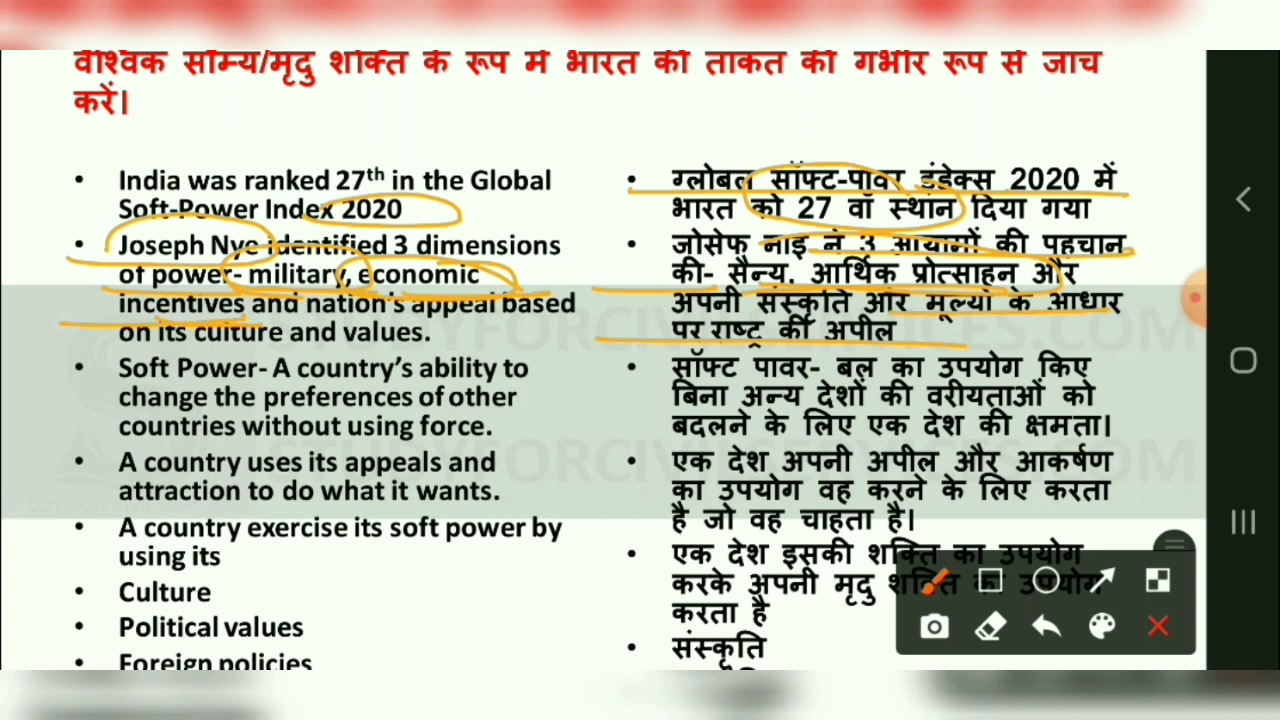 वैश्विक सौम्य/मृदु शक्ति के रूप में भारत की ताकत की गंभीर रूप से जांच
करें।
India was ranked 27th in the Global
Soft-Power Index 2020
Joseph Nye identified 3 dimensions
of power- military, economic
incentives and nation's appeal based
on its culture and values.
Soft Power- A country's ability to
change the preferences of other
countries without using force.
A country uses its appeals and
attraction to do what it wants.
A country exercise its soft power by
using its
Culture
Political values
Foreign policies
ग्लोबल सॉफ्ट-पावर इंडेक्स 2020 में
भारत को 27 वां स्थान दिया गया
जोसेफ नाइ ने 3 आयामों की पहचान
की- सैन्य, आर्थिक प्रोत्साहन और
अपनी संस्कृति और मूल्यों के आधार
पर राष्ट्र की अपील
सॉफ्ट पावर- बल का उपयोग किए
बिना अन्य देशों की वरीयताओं को
बदलने के लिए एक देश की क्षमता।
एक देश अपनी अपील और आकर्षण
का उपयोग वह करने के लिए करता
है जो वह चाहता है।
एक देश इसकी शक्ति का उपयोग
करके अपनी मृदु शक्ति का उपयोग
करता है
संस्कृति